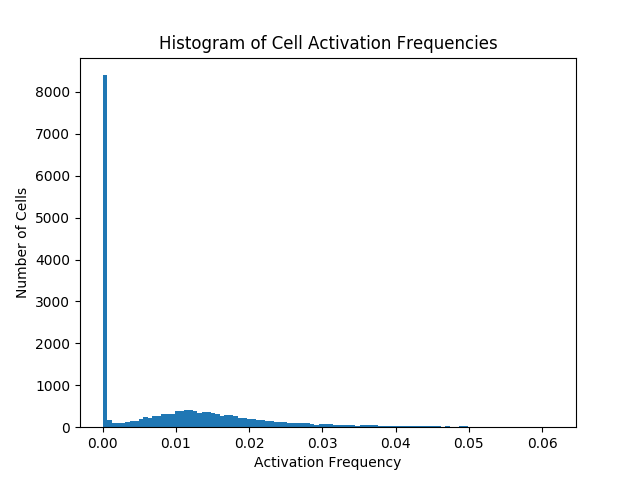 Histogram of Cell Activation Frequencies
Number of Cells
8000
7000
6000
5000
4000
3000
2000
1000
0
0.00 0.01 0.02 0.03 0.04 0.05 0.06
Activation Frequency